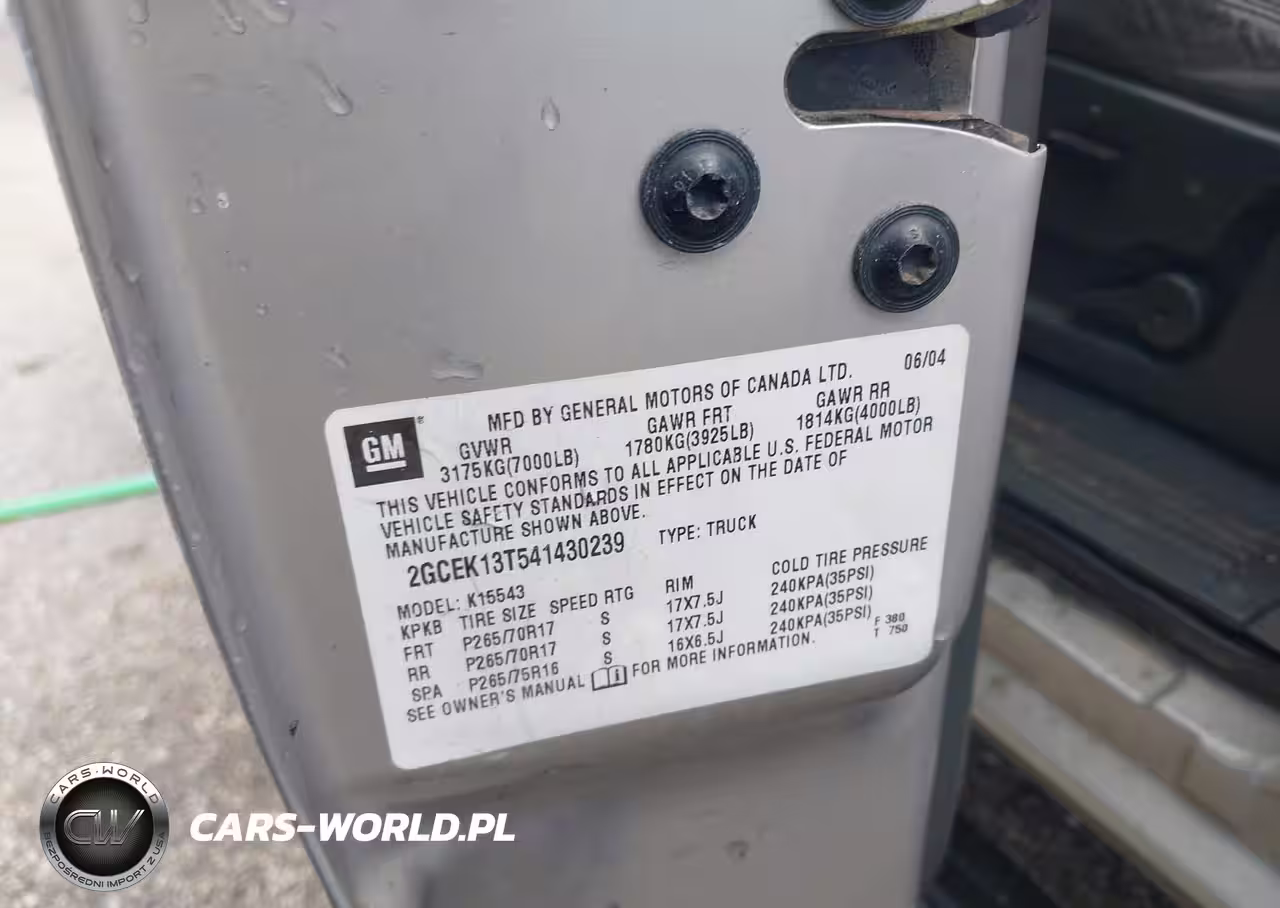 MFD BY GENERAL MOTORS OF CANADA LTD. 06/04
GM
GVWR GAWR FRT GAWR RR
3175KG(7000LB) 1780KG(3925LB) 1814KG(4000LB)
THIS VEHICLE CONFORMS TO ALL APPLICABLE U.S. FEDERAL MOTOR
VEHICLE SAFETY STANDARDS IN EFFECT ON THE DATE OF
MANUFACTURE SHOWN ABOVE.
2GCEK13T541430239 TYPE: TRUCK
MODEL: K15543
KPKB TIRE SIZE SPEED RTG RIM COLD TIRE PRESSURE
FRT P265/70R17 S 17X7.5J 240KPA(35PSI)
RR P265/70R17 S 17X7.5J 240KPA(35PSI)
SPA P265/75R16 S 16X6.5J 240KPA(35PSI)
SEE OWNER'S MANUAL FOR MORE INFORMATION.
F 380
T 750
CARS-WORLD
CW
BEZPOŚREDNI IMPORT Z USA
CARS-WORLD.PL